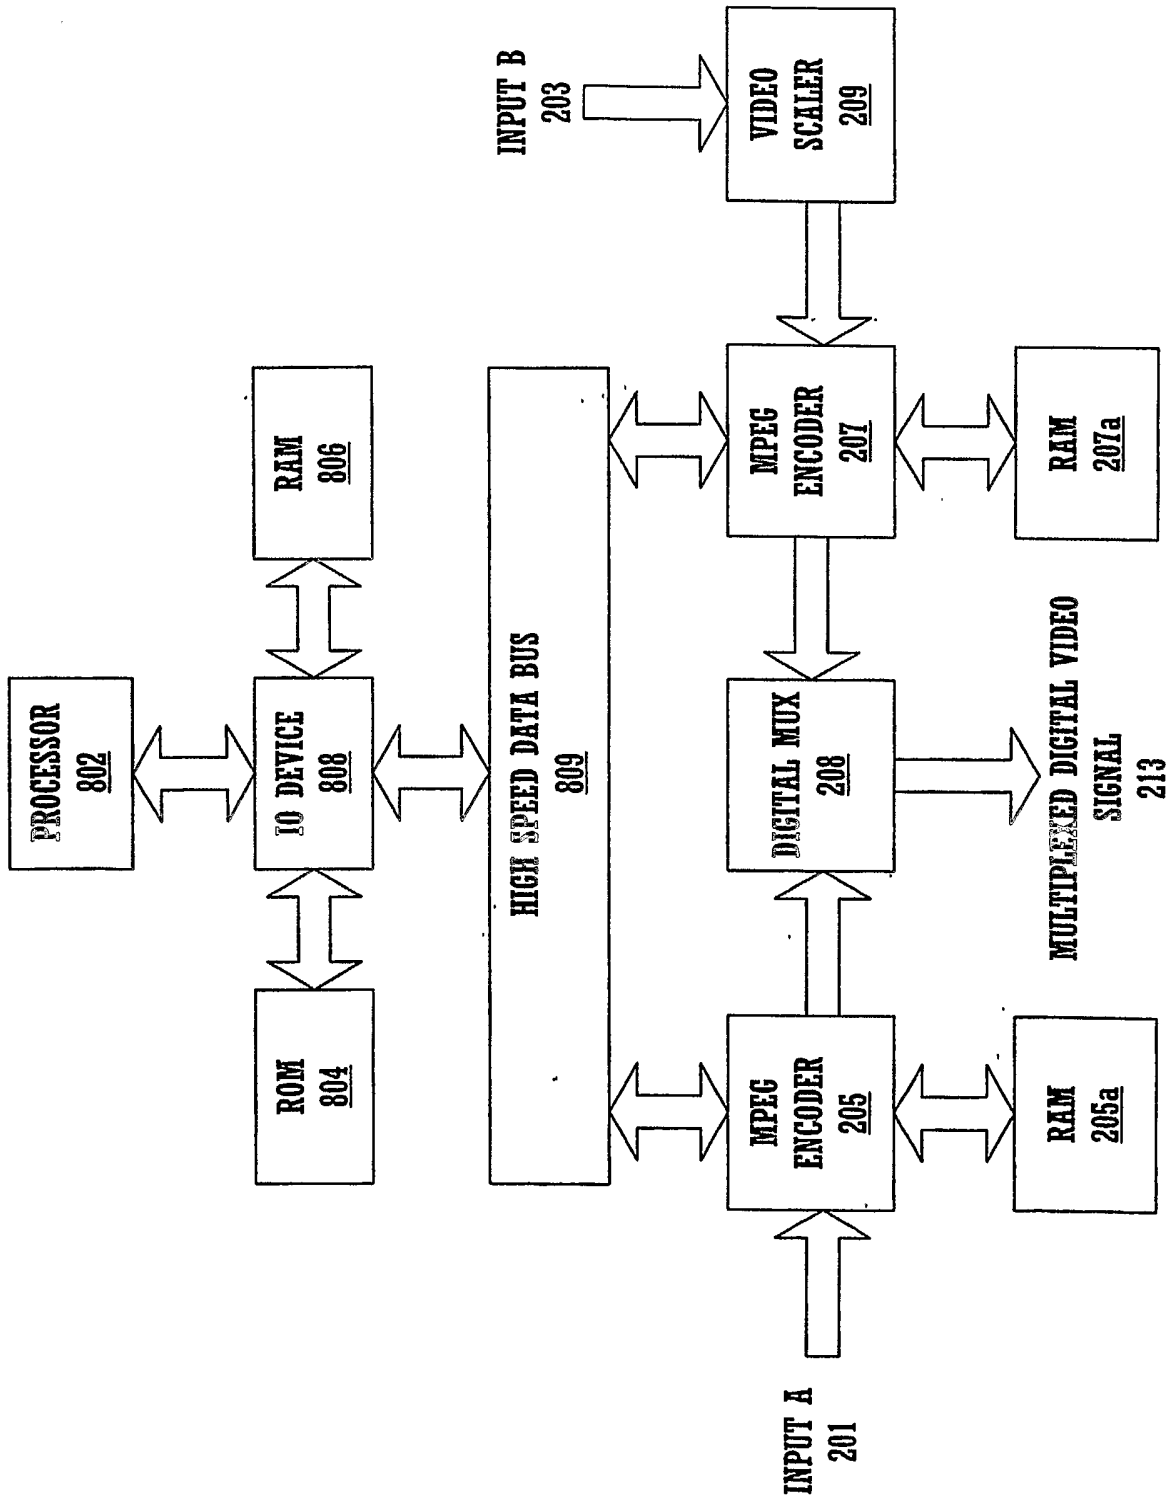 PROCESSOR
802
ROM
804
IO DEVICE
808
RAM
806
HIGH SPEED DATA BUS
809
INPUT A
201
MPEG
ENCODER
205
DIGITAL MUX
208
MPEG
ENCODER
207
VIDEO
SCALER
209
INPUT B
203
RAM
205a
MULTIPLEXED DIGITAL VIDEO
SIGNAL
213
RAM
207a